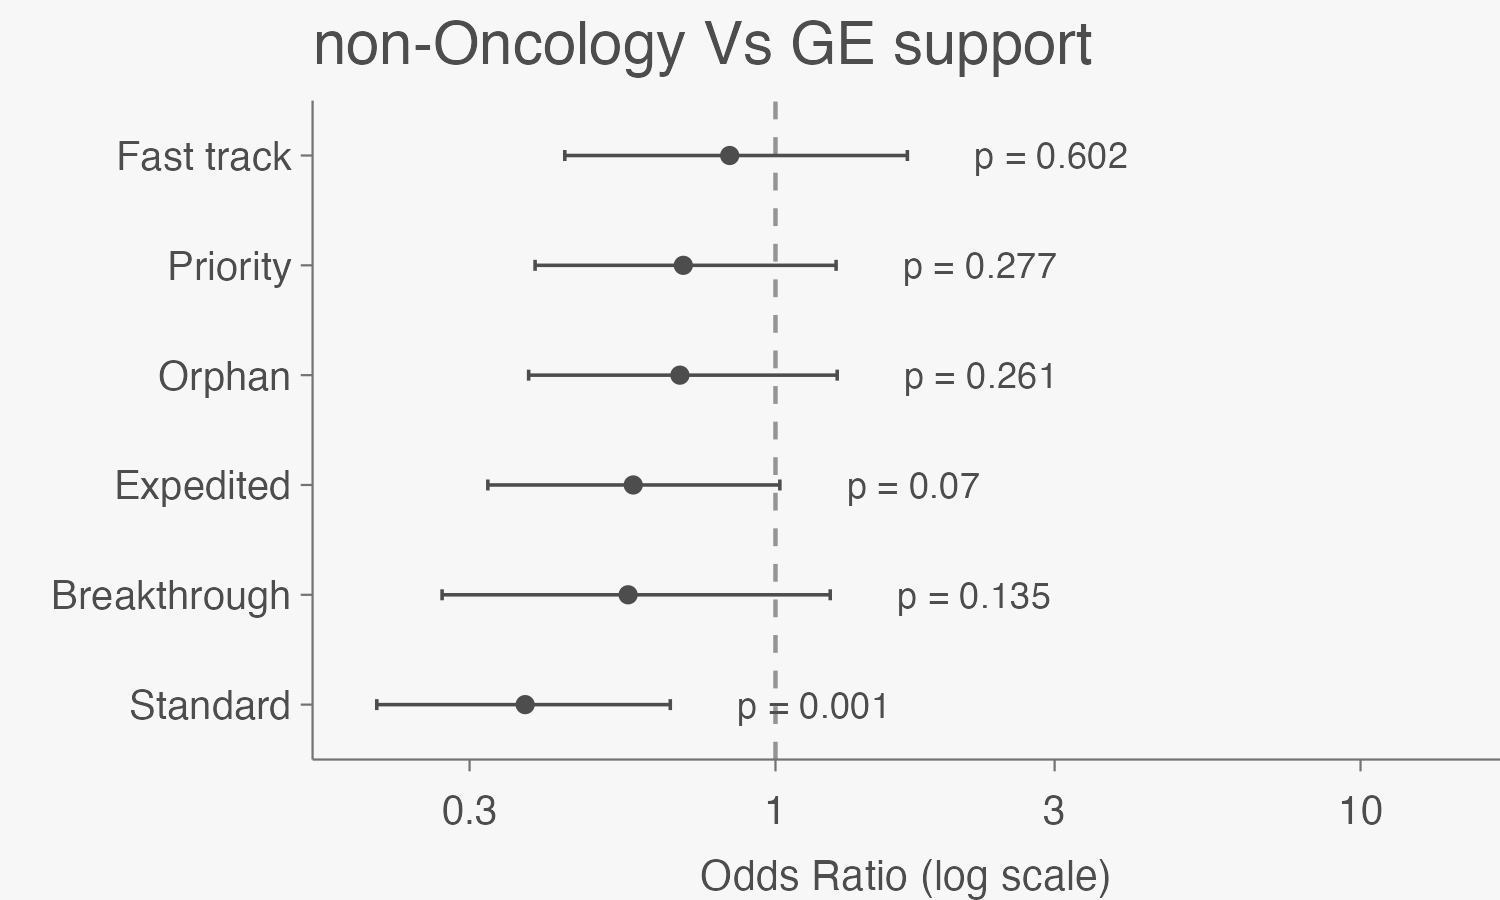 non-Oncology Vs GE support
Fast track
p = 0.602
Priority
p = 0.277
Orphan
p = 0.261
Expedited
p = 0.07
Breakthrough
p = 0.135
Standard
p = 0.001
0.3
1
3
10
Odds Ratio (log scale)